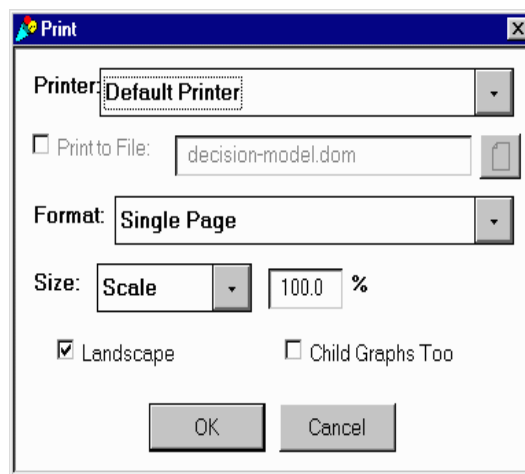 Print
Printer: Default Printer
Print to File: decision-model.dom
Format: Single Page
Size: Scale 100.0 %
Landscape Child Graphs Too
OK Cancel